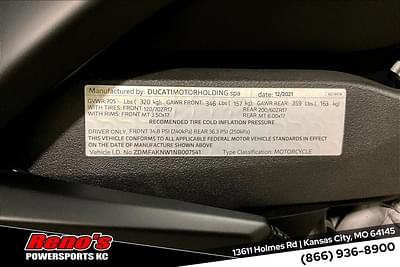 Manufactured by: DUCATIMOTORHOLDING spa date: 12/2021
GVWR: 705 Lbs ( 320 kg) GAWR FRONT: 346 Lbs ( 157 kg) GAWR REAR: 359 Lbs ( 163 kg)
WITH TIRES: FRONT 120/70ZR17 REAR 200/60ZR17
WITH RIMS: FRONT MT 3.50x17 REAR MT 6.00x17
RECOMENDED TIRE COLD INFLATION PRESSURE:
DRIVER ONLY, FRONT 34.8 PSI (240kPa) REAR 36.3 PSI (250kPa)
THIS VEHICLE CONFORMS TO ALL APPLICABLE FEDERAL MOTOR VEHICLE SAFETY
STANDARDS IN EFFECT ON THE DATE OF MANUFACTURE SHOWN ABOVE
Vehicle I.D. No. ZDMFAKNW1NB007541 TYPE CLASSIFICATION: MOTORCYCLE
Reno's
POWERSPORTS KC
13611 Holmes Rd | Kansas City, MO 64145
(866) 936-8900